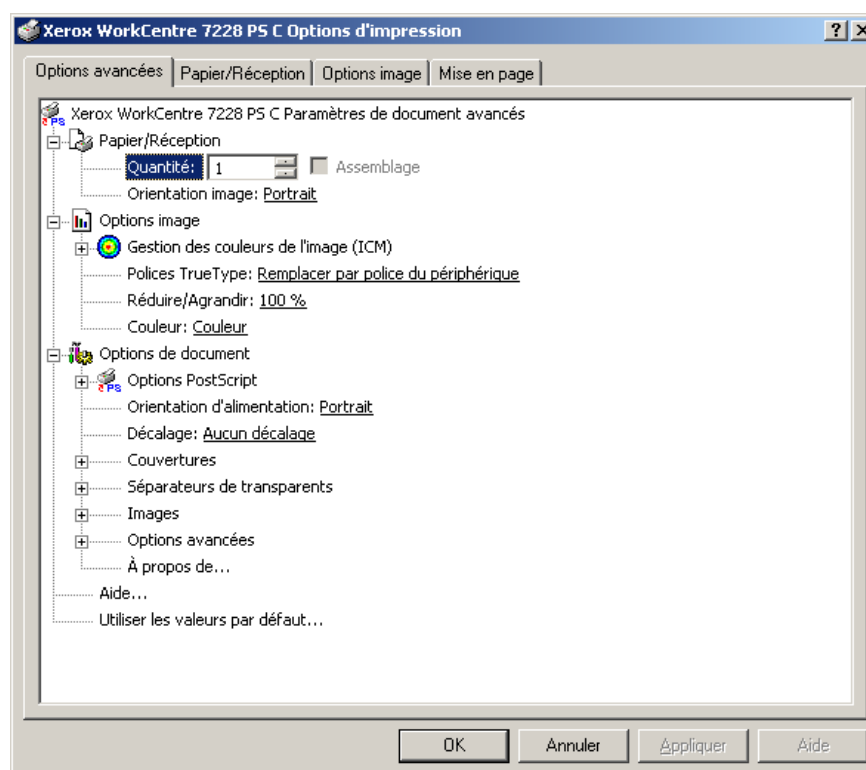 Xerox WorkCentre 7228 PS C Options d'impression
Options avancées Papier/Réception Options image Mise en page
Xerox WorkCentre 7228 PS C Paramètres de document avancés
Papier/Réception
Quantité: 1 Assemblage
Orientation image: Portrait
Options image
Gestion des couleurs de l'image (ICM)
Polices TrueType: Remplacer par police du périphérique
Réduire/Agrandir: 100 %
Couleur: Couleur
Options de document
PS Options PostScript
Orientation d'alimentation: Portrait
Décalage: Aucun décalage
Couvertures
Séparateurs de transparents
Images
Options avancées
À propos de...
Aide...
Utiliser les valeurs par défaut...
OK Annuler Appliquer Aide